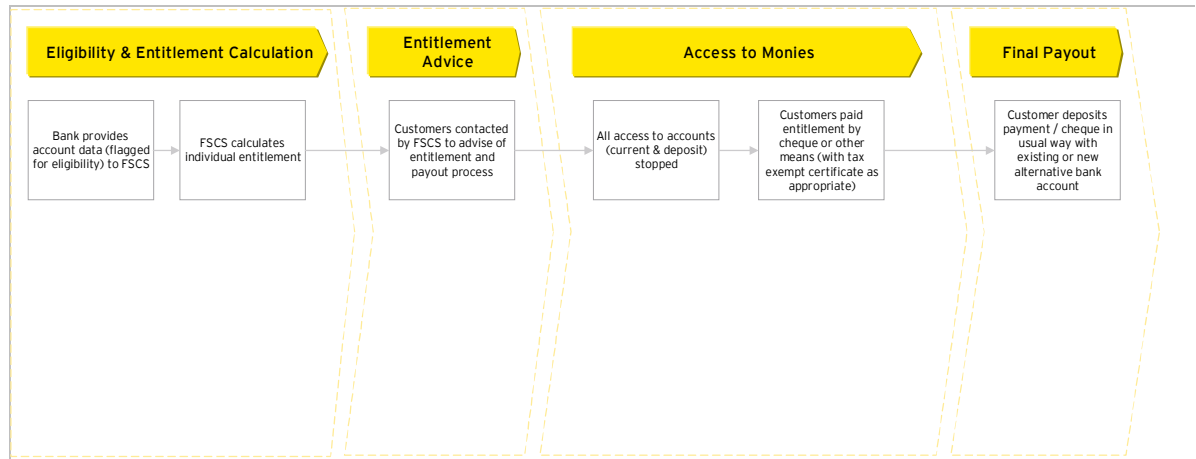 Eligibility & Entitlement Calculation
Entitlement
Advice
Access to Monies
Final Payout
Bank provides
account data (flagged
for eligibility) to FSCS
FSCS calculates
individual entitlement
Customers contacted
by FSCS to advise of
entitlement and
payout process
All access to accounts
(current & deposit)
stopped
Customers paid
entitlement by
cheque or other
means (with tax
exempt certificate as
appropriate)
Customer deposits
payment / cheque in
usual way with
existing or new
alternative bank
account